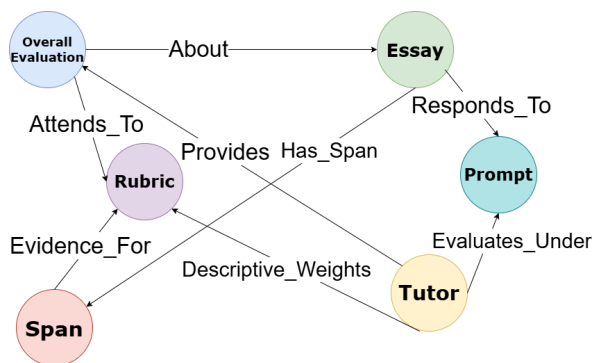 Overall
Evaluation
About
Essay
Attends_To
Responds_To
Provides
Has_Span
Rubric
Prompt
Evidence_For
Evaluates_Under
Descriptive_Weights
Tutor
Span